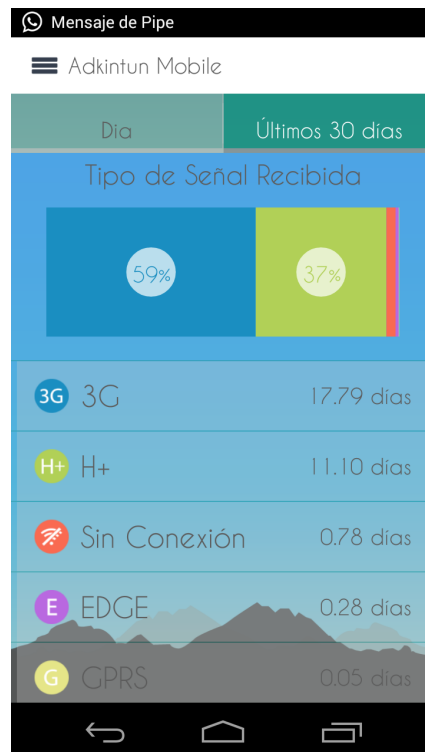 Mensaje de Pipe
Adkintun Mobile
Dia
Últimos 30 días
Tipo de Señal Recibida
59%
37%
3G 3G 17.79 días
H+ H+ 11.10 días
Sin Conexión 0.78 días
E EDGE 0.28 días
G GPRS 0.05 días